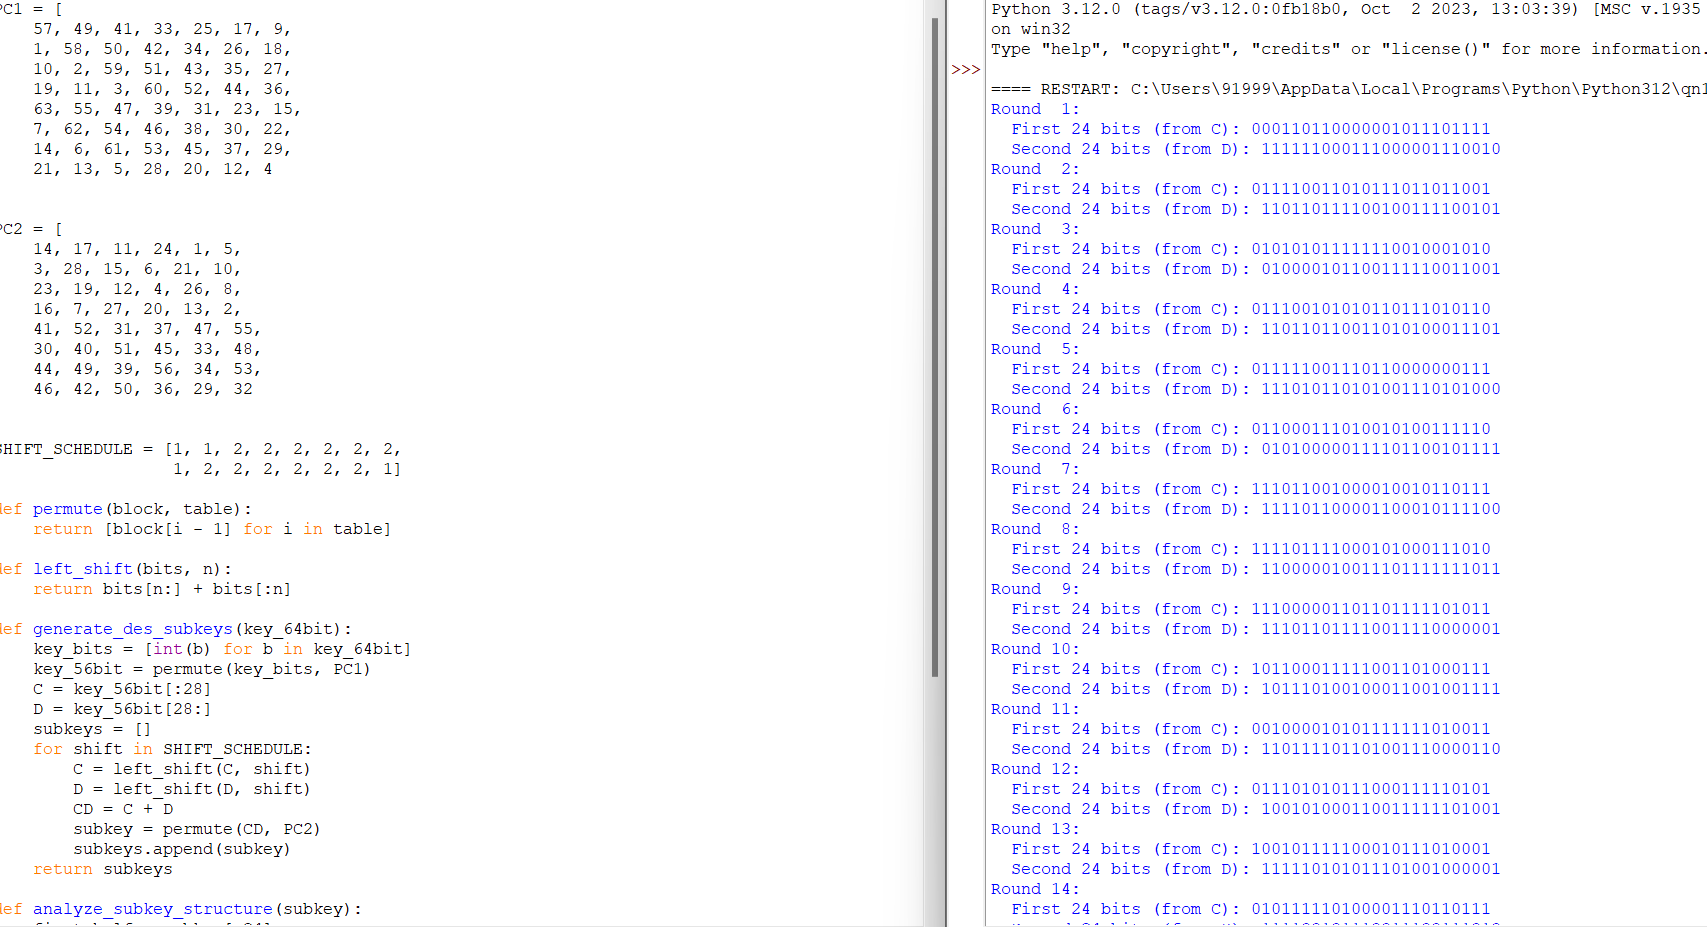 PC1 = [
    57, 49, 41, 33, 25, 17, 9,
    1, 58, 50, 42, 34, 26, 18,
    10, 2, 59, 51, 43, 35, 27,
    19, 11, 3, 60, 52, 44, 36,
    63, 55, 47, 39, 31, 23, 15,
    7, 62, 54, 46, 38, 30, 22,
    14, 6, 61, 53, 45, 37, 29,
    21, 13, 5, 28, 20, 12, 4
PC2 = [
    14, 17, 11, 24, 1, 5,
    3, 28, 15, 6, 21, 10,
    23, 19, 12, 4, 26, 8,
    16, 7, 27, 20, 13, 2,
    41, 52, 31, 37, 47, 55,
    30, 40, 51, 45, 33, 48,
    44, 49, 39, 56, 34, 53,
    46, 42, 50, 36, 29, 32
SHIFT_SCHEDULE = [1, 1, 2, 2, 2, 2, 2, 2,
                  1, 2, 2, 2, 2, 2, 2, 1]
def permute(block, table):
    return [block[i - 1] for i in table]
def left_shift(bits, n):
    return bits[n:] + bits[:n]
def generate_des_subkeys(key_64bit):
    key_bits = [int(b) for b in key_64bit]
    key_56bit = permute(key_bits, PC1)
    C = key_56bit[:28]
    D = key_56bit[28:]
    subkeys = []
    for shift in SHIFT_SCHEDULE:
        C = left_shift(C, shift)
        D = left_shift(D, shift)
        CD = C + D
        subkey = permute(CD, PC2)
        subkeys.append(subkey)
    return subkeys
def analyze_subkey_structure(subkey):
Python 3.12.0 (tags/v3.12.0:0fb18b0, Oct  2 2023, 13:03:39) [MSC v.1935
on win32
Type "help", "copyright", "credits" or "license()" for more information.
>>>
==== RESTART: C:\Users\91999\AppData\Local\Programs\Python\Python312\qn1
Round  1:
  First 24 bits (from C): 000110110000001011101111
  Second 24 bits (from D): 111111000111000001110010
Round  2:
  First 24 bits (from C): 011110011010111011011001
  Second 24 bits (from D): 110110111100100111100101
Round  3:
  First 24 bits (from C): 010101011111110010001010
  Second 24 bits (from D): 010000101100111110011001
Round  4:
  First 24 bits (from C): 011100101010110111010110
  Second 24 bits (from D): 110110110011010100011101
Round  5:
  First 24 bits (from C): 011111001110110000000111
  Second 24 bits (from D): 111010110101001110101000
Round  6:
  First 24 bits (from C): 011000111010010100111110
  Second 24 bits (from D): 010100000111101100101111
Round  7:
  First 24 bits (from C): 111011001000010010110111
  Second 24 bits (from D): 111101100001100010111100
Round  8:
  First 24 bits (from C): 111101111000101000111010
  Second 24 bits (from D): 110000010011101111111011
Round  9:
  First 24 bits (from C): 111000001101101111101011
  Second 24 bits (from D): 111011011111001111000000​1
Round 10:
  First 24 bits (from C): 101100011111001101000111
  Second 24 bits (from D): 101110100100011001001111
Round 11:
  First 24 bits (from C): 001000010101111111010011
  Second 24 bits (from D): 110111101101001110000110
Round 12:
  First 24 bits (from C): 011101010111000111110101
  Second 24 bits (from D): 100101000110011111101001
Round 13:
  First 24 bits (from C): 100101111100010111010001
  Second 24 bits (from D): 111110101011101001000001
Round 14:
  First 24 bits (from C): 010111110100001110110111